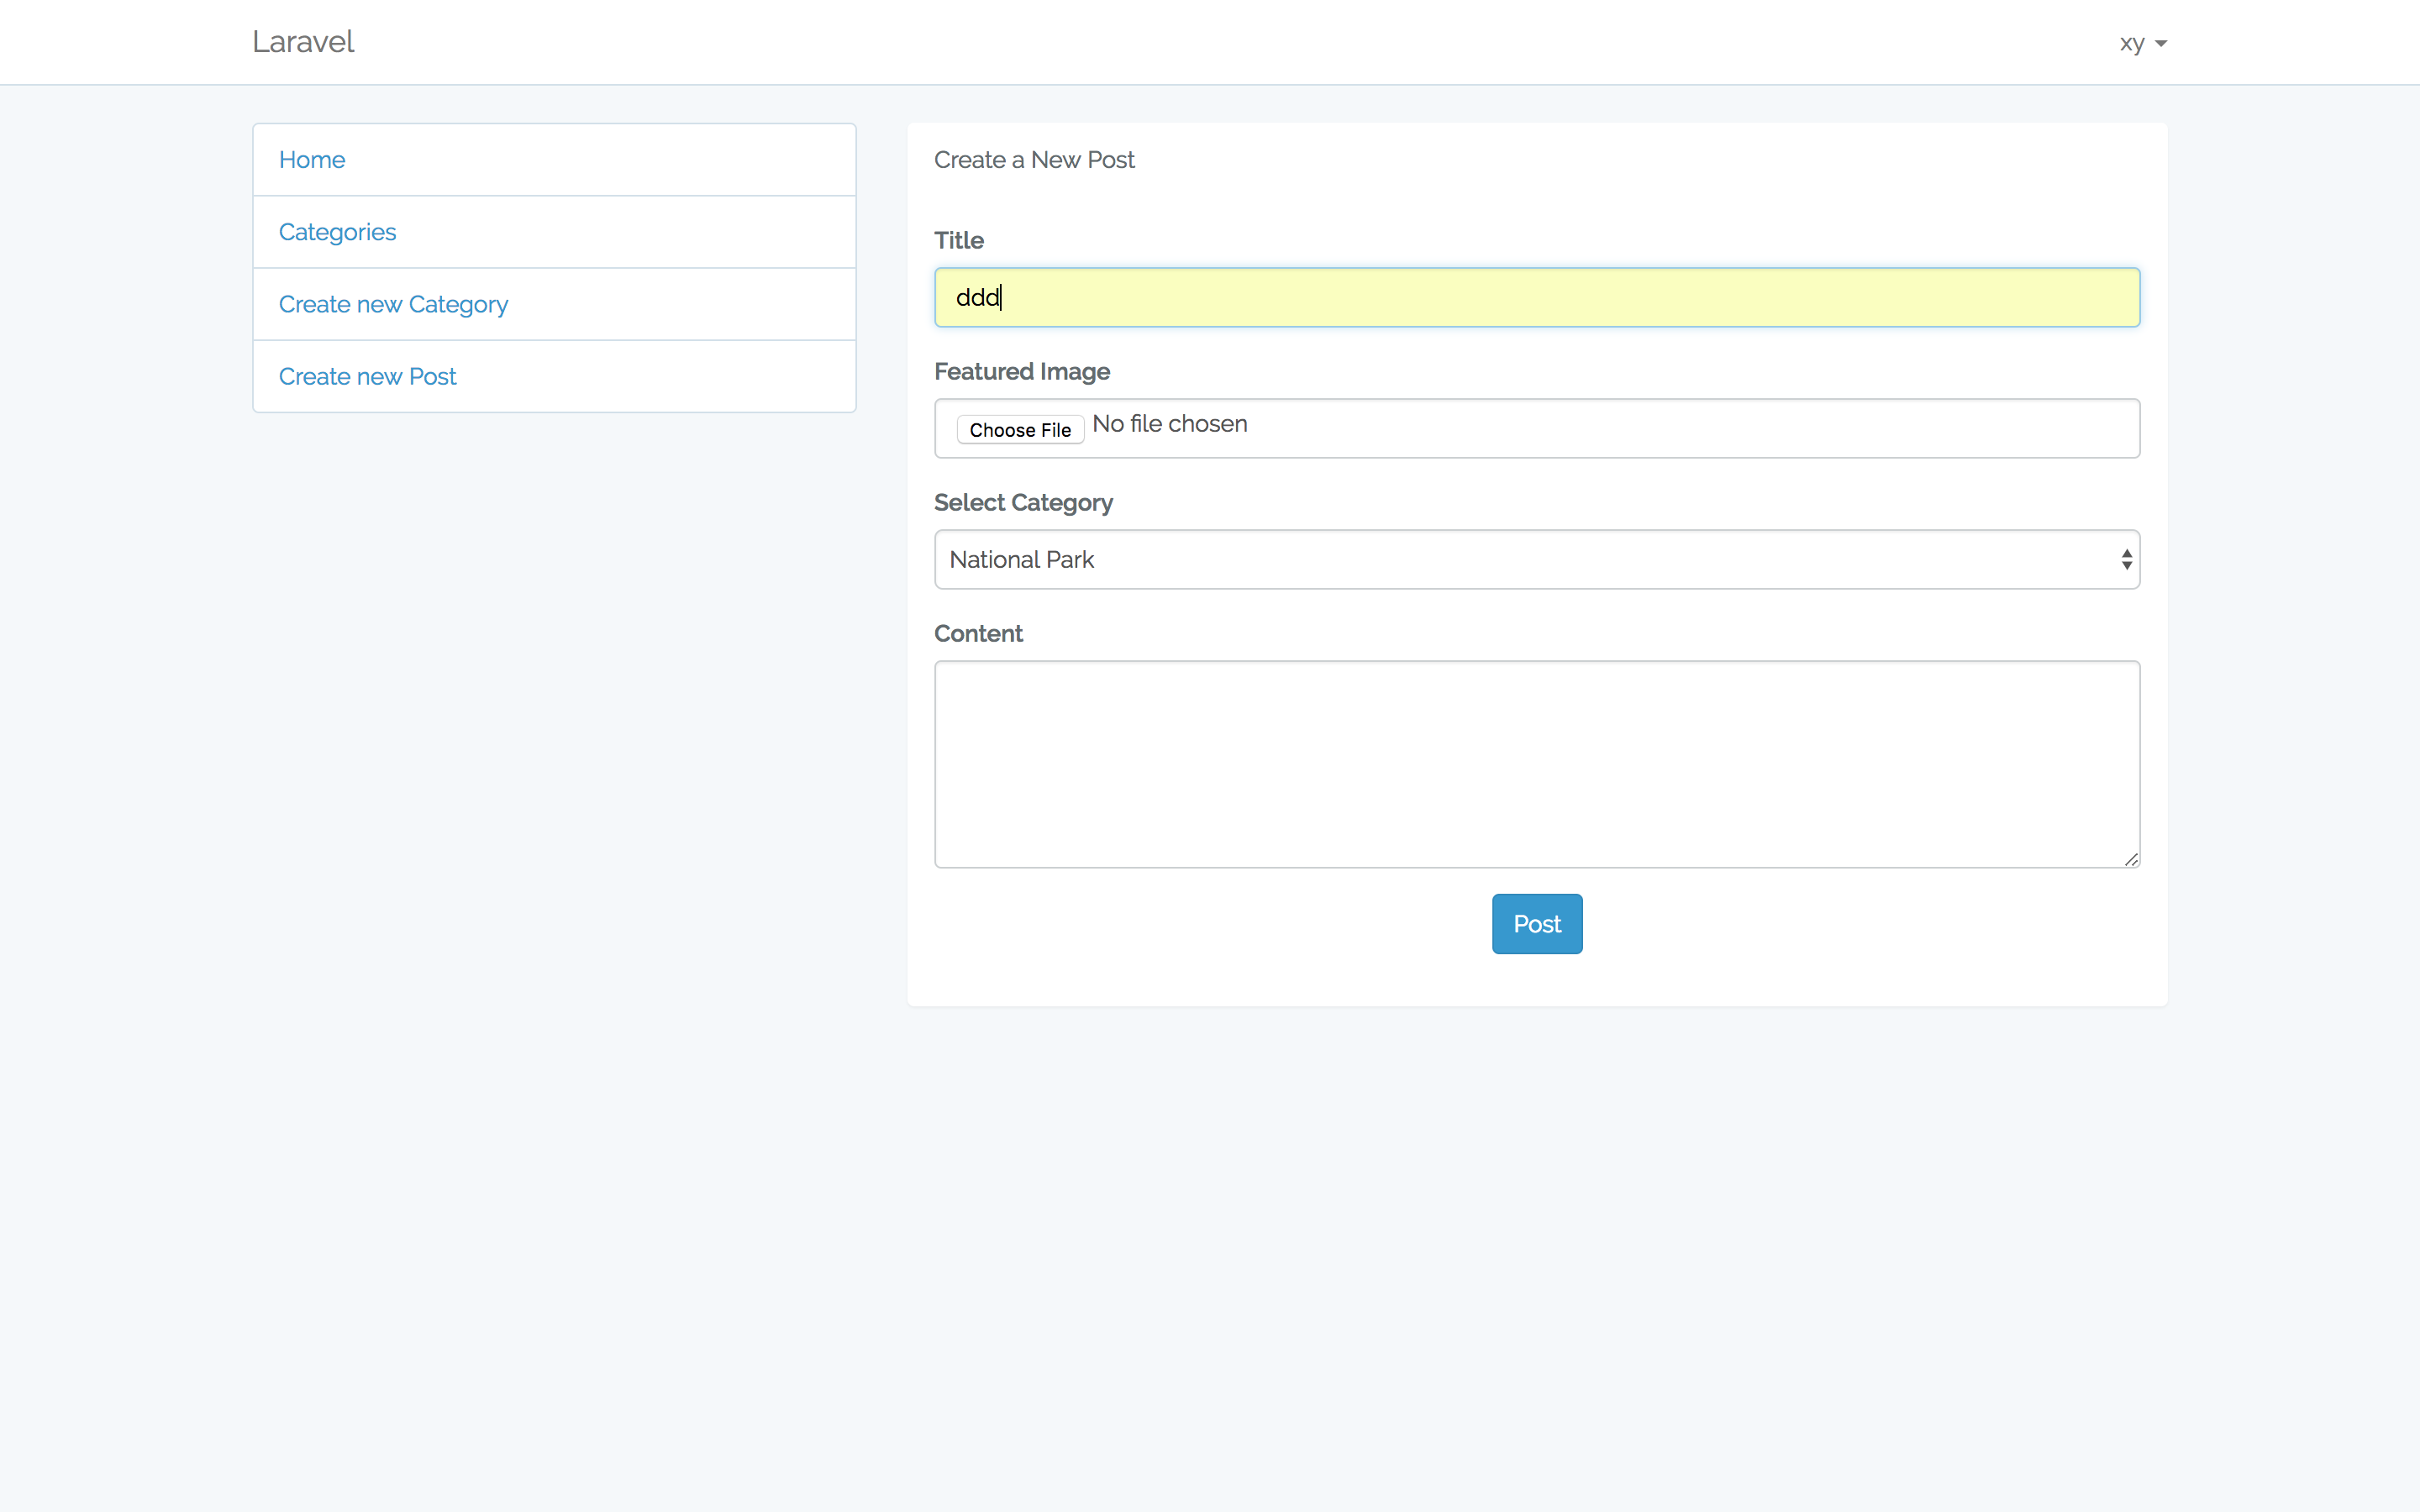 Laravel
xy
Home
Categories
Create new Category
Create new Post
Create a New Post
Title
ddd
Featured Image
Choose File No file chosen
Select Category
National Park
Content
Post